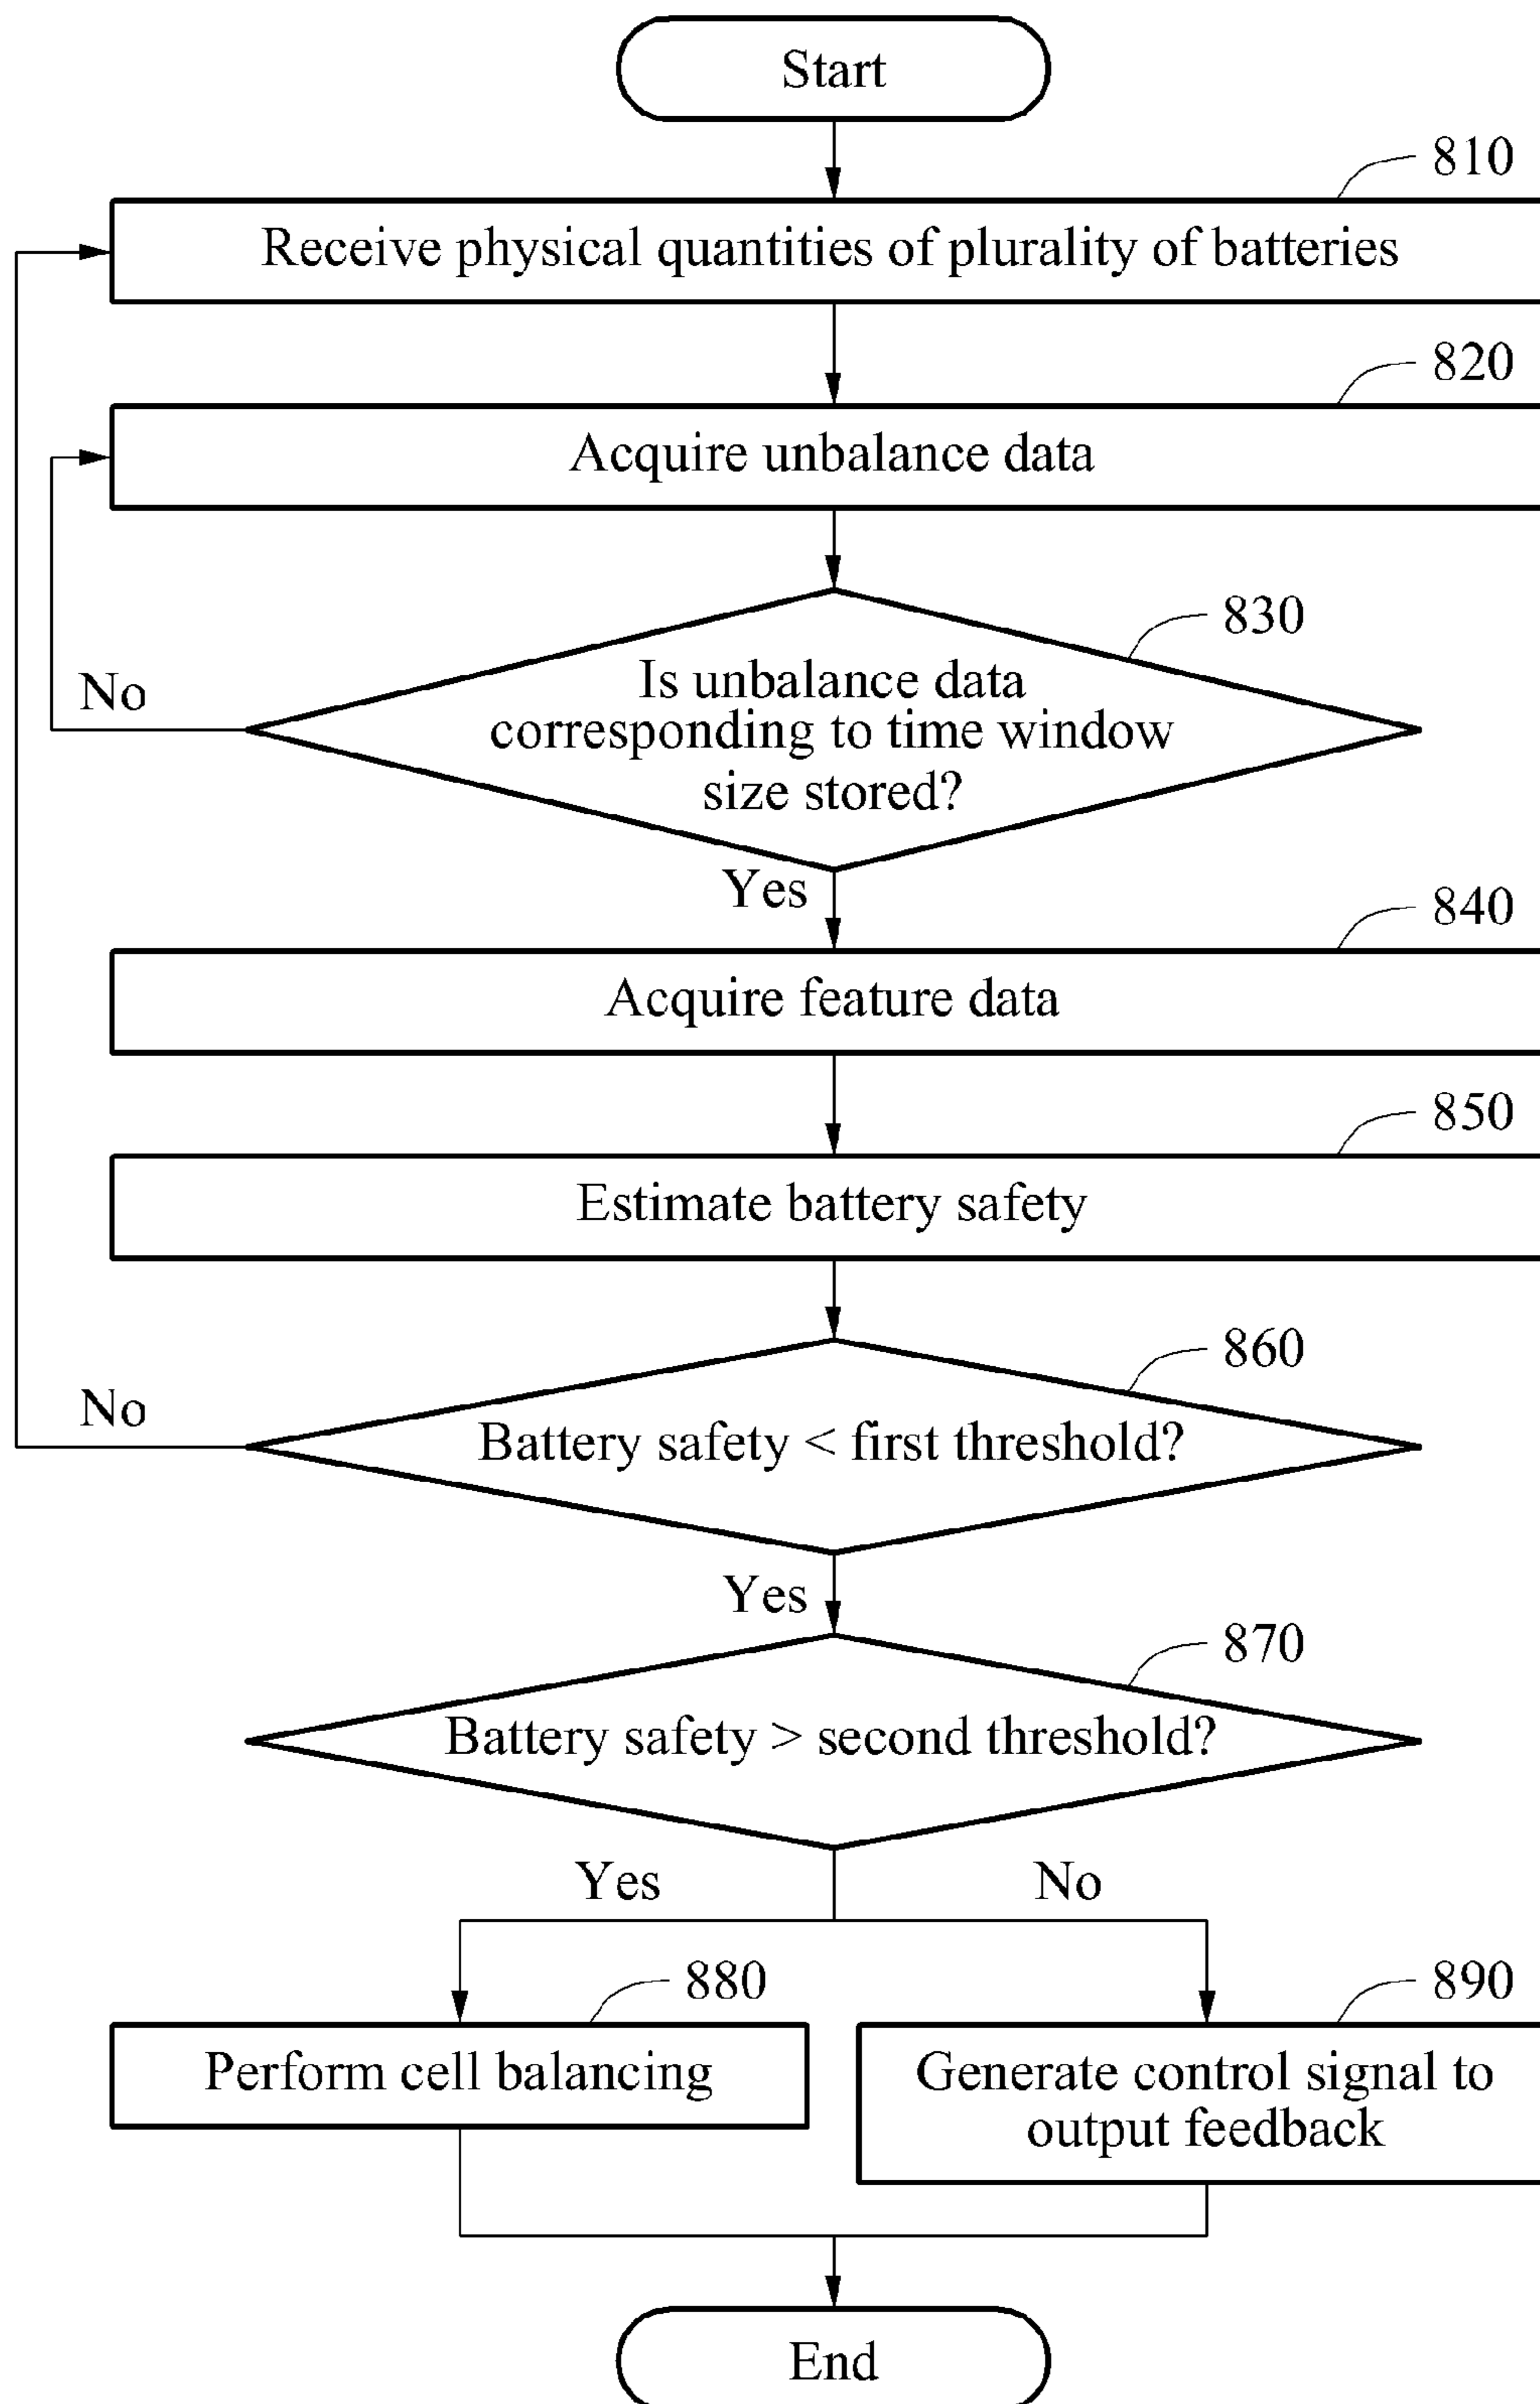 Start
810
Receive physical quantities of plurality of batteries
820
Acquire unbalance data
830
Is unbalance data
corresponding to time window
size stored?
No
Yes
840
Acquire feature data
850
Estimate battery safety
860
Battery safety < first threshold?
No
Yes
870
Battery safety > second threshold?
Yes
No
880
890
Perform cell balancing
Generate control signal to
output feedback
End